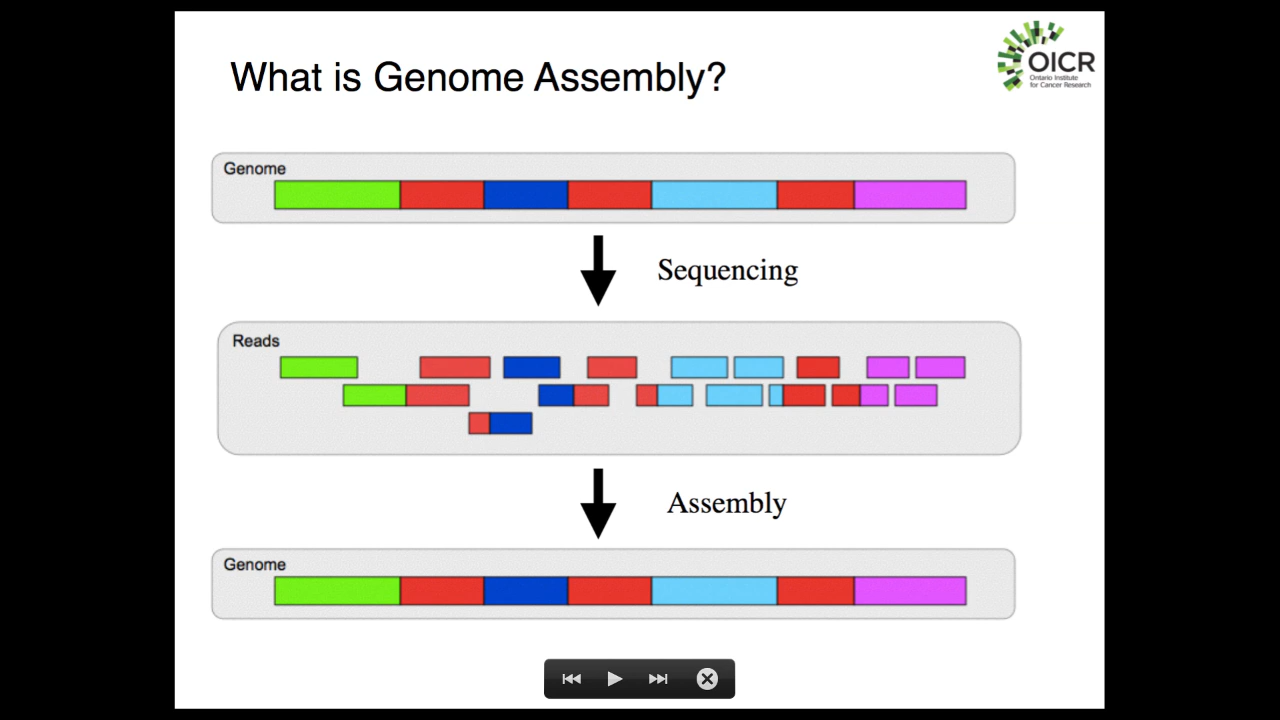 What is Genome Assembly?
OICR
Ontario Institute
for Cancer Research
Genome
Sequencing
Reads
Assembly
Genome